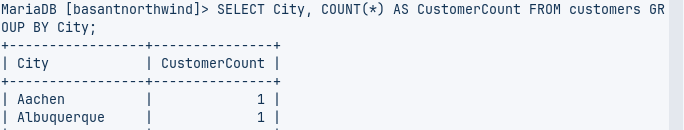 MariaDB [basantnorthwind]> SELECT City, COUNT(*) AS CustomerCount FROM customers GR
OUP BY City;
+-----------------+---------------+
| City            | CustomerCount |
+-----------------+---------------+
| Aachen          |             1 |
| Albuquerque     |             1 |